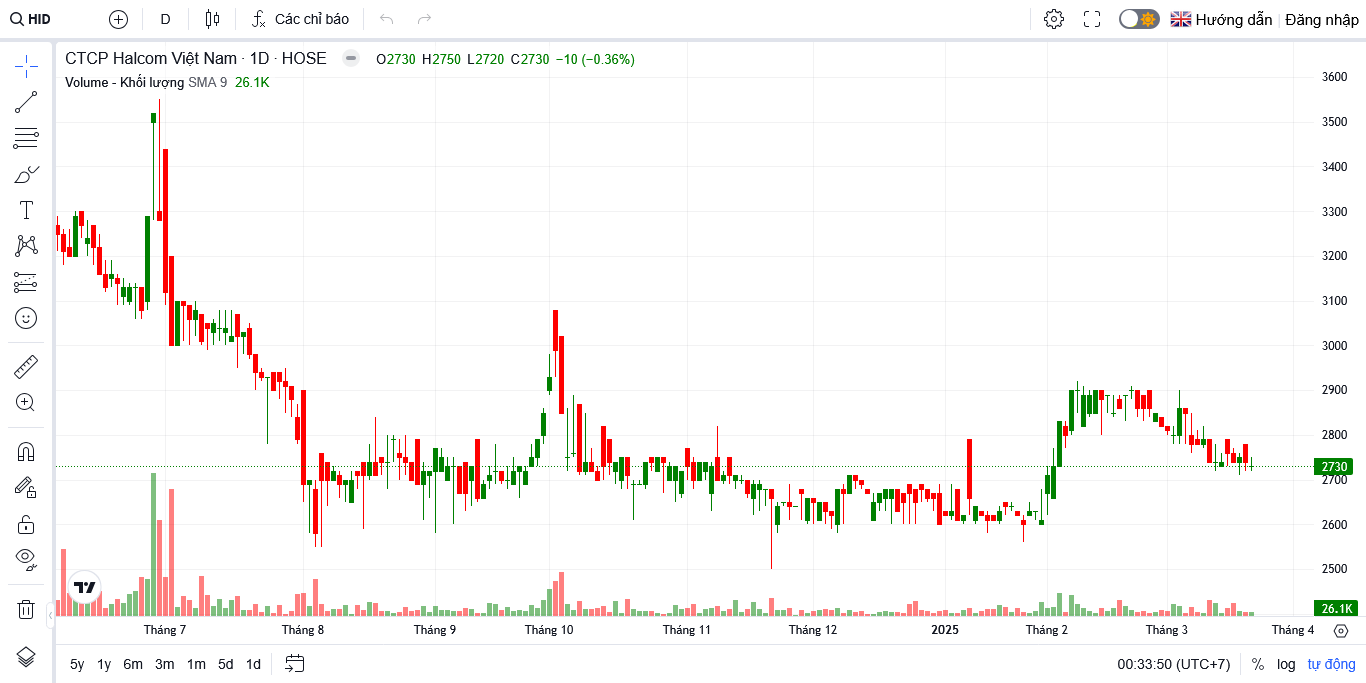 HID D Các chỉ báo Hướng dẫn Đăng nhập
CTCP Halcom Việt Nam · 1D · HOSE O2730 H2750 L2720 C2730 −10 (−0.36%)
Volume - Khối lượng SMA 9 26.1K
3600
3500
3400
3300
3200
3100
3000
2900
2800
2730
2700
2600
2500
26.1K
Tháng 7 Tháng 8 Tháng 9 Tháng 10 Tháng 11 Tháng 12 2025 Tháng 2 Tháng 3 Tháng 4
5y 1y 6m 3m 1m 5d 1d 00:33:50 (UTC+7) % log tự động